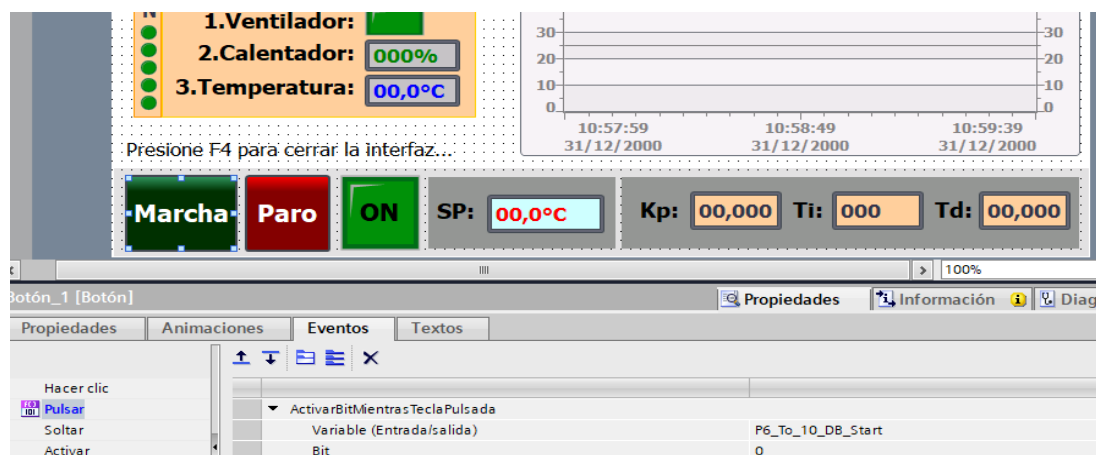 N
1.Ventilador:
2.Calentador: 000%
3.Temperatura: 00,0°C
30 30
20 20
10 10
0 0
10:57:59 10:58:49 10:59:39
31/12/2000 31/12/2000 31/12/2000
Presione F4 para cerrar la interfaz...
Marcha Paro ON SP: 00,0°C Kp: 00,000 Ti: 000 Td: 00,000
100%
Botón_1 [Botón] Propiedades Información Diag
Propiedades Animaciones Eventos Textos
Hacer clic
Pulsar ActivarBitMientrasTeclaPulsada
Soltar Variable (Entrada/salida) P6_To_10_DB_Start
Activar Bit 0